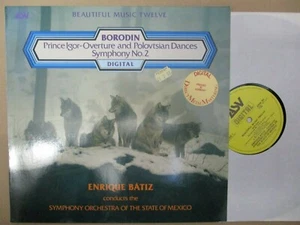 BEAUTIFUL MUSIC TWELVE
BORODIN
Prince Igor-Overture and Polovtsian Dances
Symphony No.2
DIGITAL
DIGITAL
ENRIQUE BÁTIZ
conducts the
SYMPHONY ORCHESTRA OF THE STATE OF MEXICO